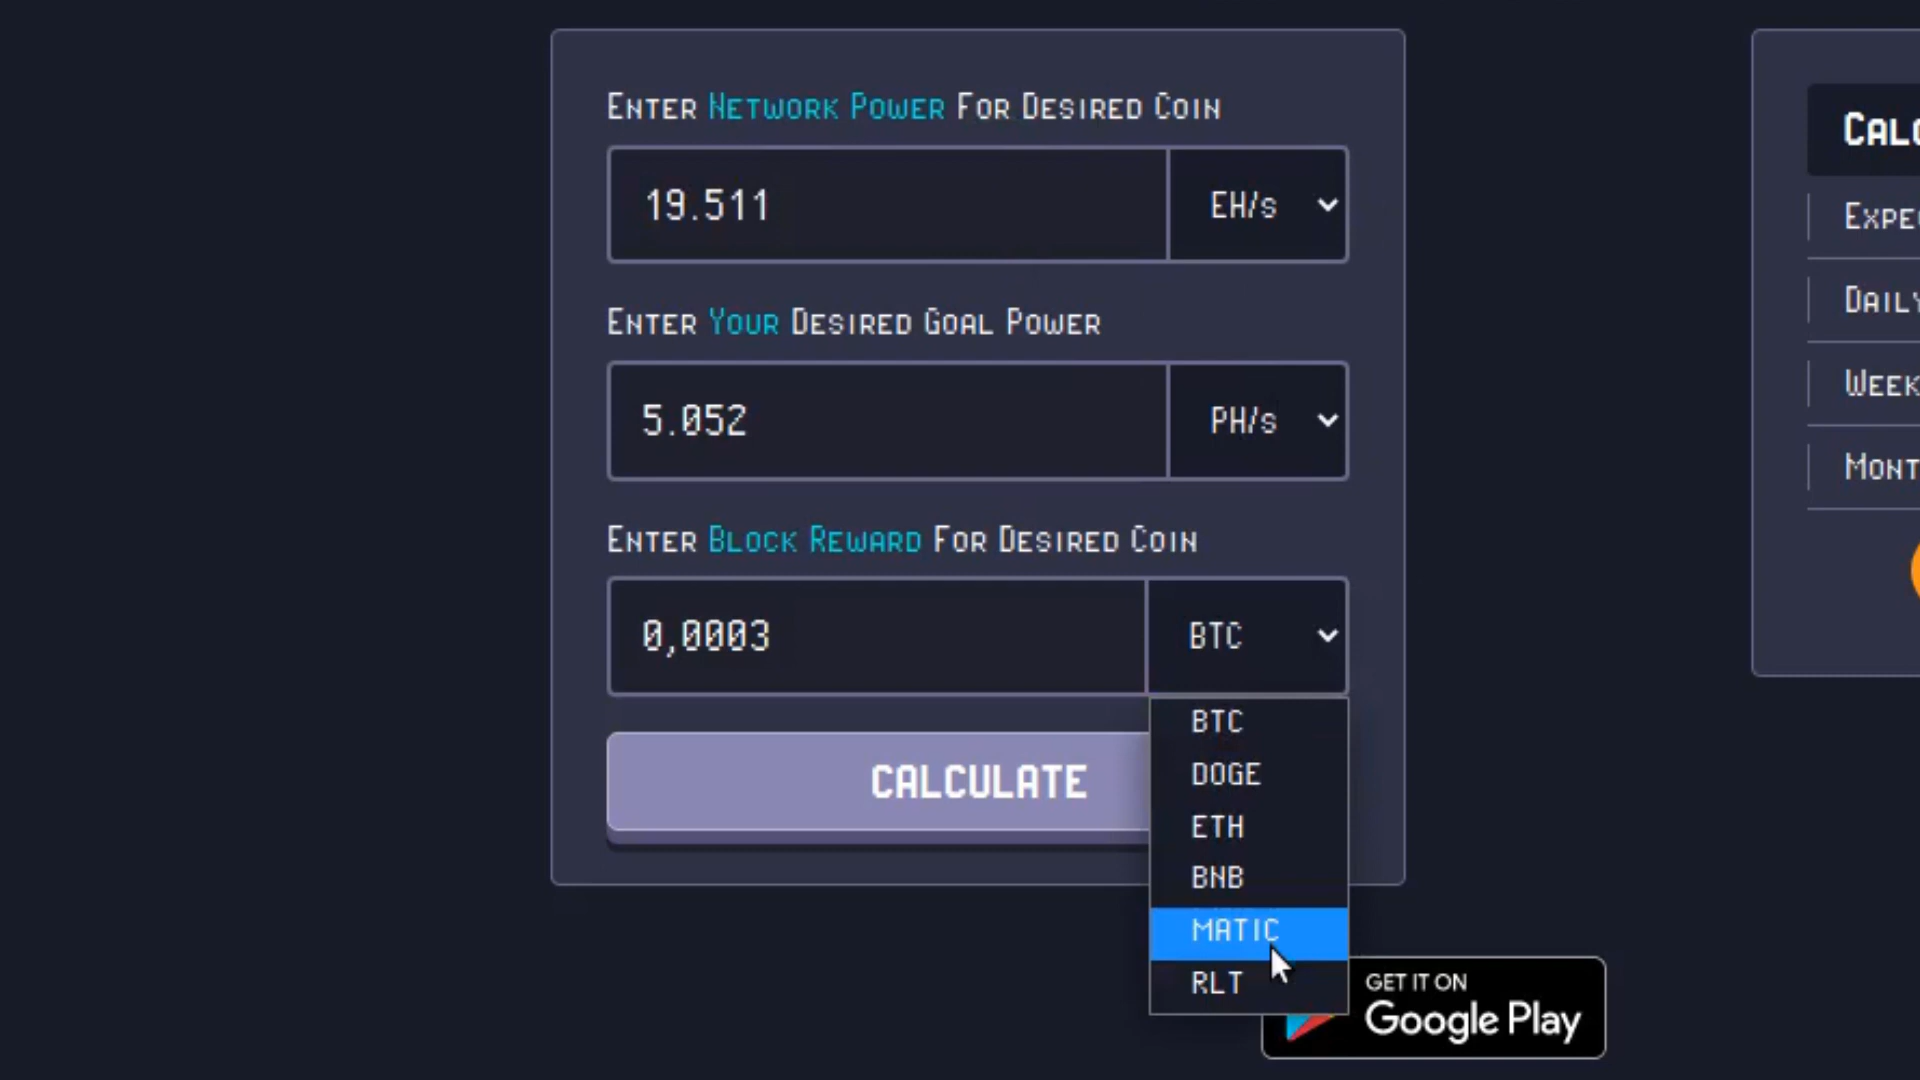 ENTER NETWORK POWER FOR DESIRED COIN
19.511
EH/s
ENTER YOUR DESIRED GOAL POWER
5.052
PH/s
ENTER BLOCK REWARD FOR DESIRED COIN
0,0003
BTC
BTC
DOGE
ETH
BNB
MATIC
RLT
CALCULATE
GET IT ON
Google Play